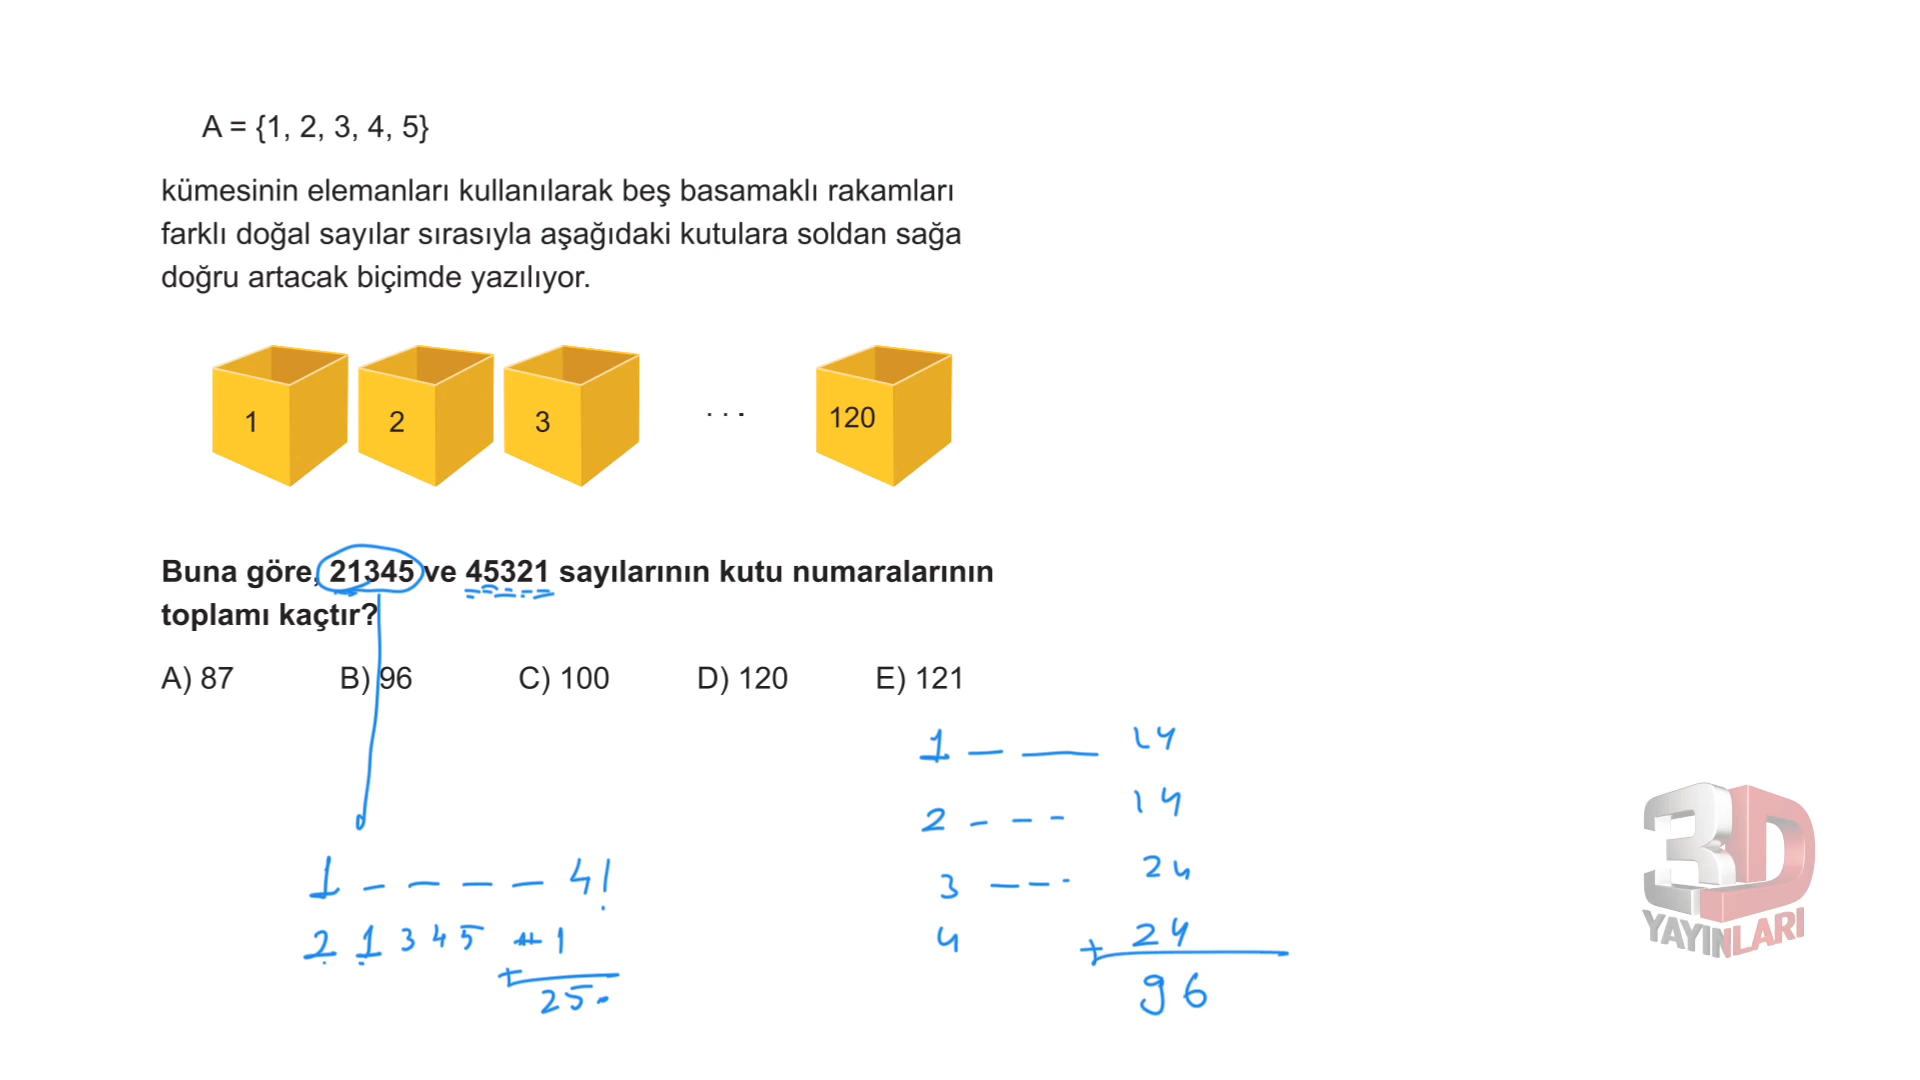 A = {1, 2, 3, 4, 5}
kümesinin elemanları kullanılarak beş basamaklı rakamları
farklı doğal sayılar sırasıyla aşağıdaki kutulara soldan sağa
doğru artacak biçimde yazılıyor.
1 2 3 . . . 120
Buna göre, 21345 ve 45321 sayılarının kutu numaralarının
toplamı kaçtır?
A) 87 B) 96 C) 100 D) 120 E) 121
1 _ _ _ _ 4!
2 1 3 4 5 + 1
+
25
1 _ __ 24
2 _ _ _ 24
3 _ _ _ 24
4 + 24
96
3D
YAYINLARI